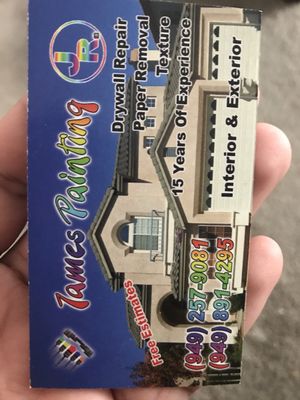 JR
James Painting
Drywall Repair
Paper Removal
Texture
15 Years Of Experience
Interior & Exterior
Free Estimates
(949) 257-9081
(949) 891-4295